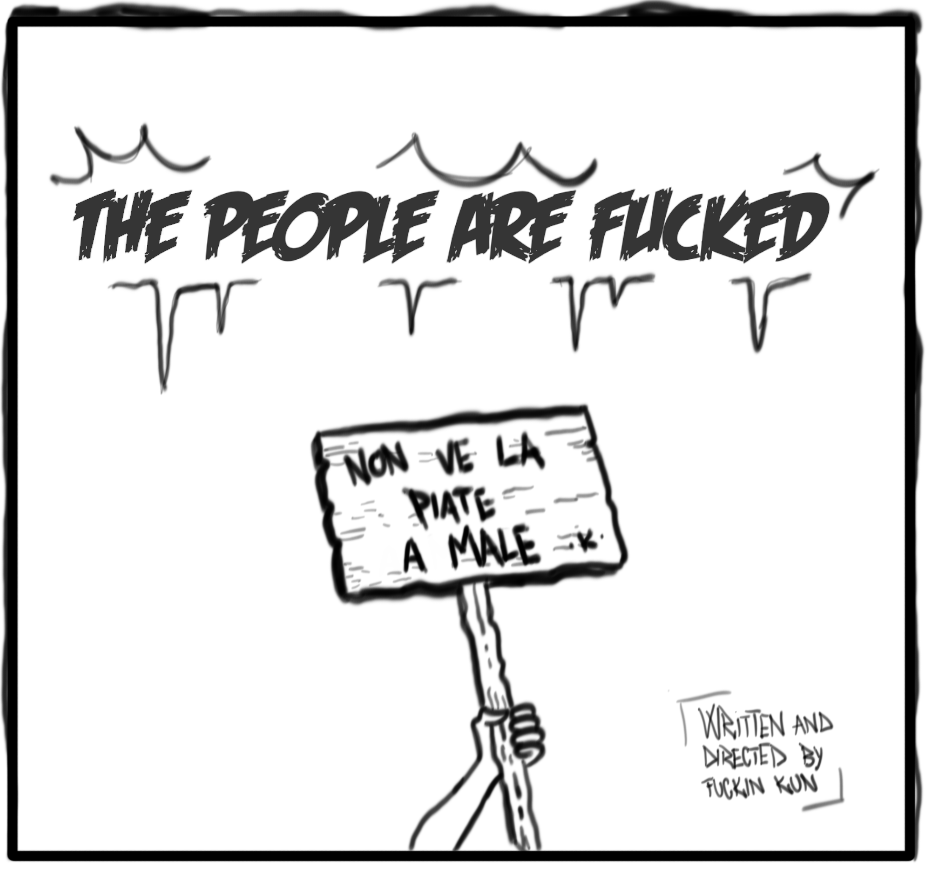 THE PEOPLE ARE FUCKED
NON VE LA
PIATE
A MALE .K.
WRITTEN AND
DIRECTED BY
FUCKIN KUN